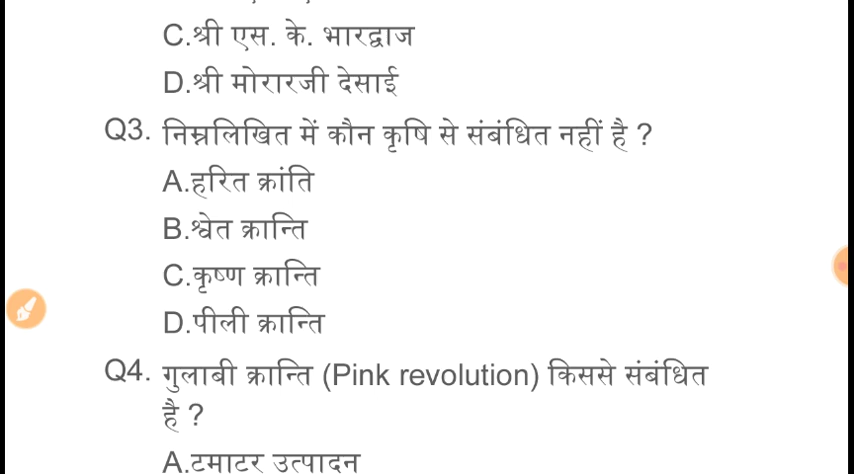 C.श्री एस. के. भारद्वाज
D.श्री मोरारजी देसाई
Q3. निम्नलिखित में कौन कृषि से संबंधित नहीं है ?
A.हरित क्रांति
B.श्वेत क्रान्ति
C.कृष्ण क्रान्ति
D.पीली क्रान्ति
Q4. गुलाबी क्रान्ति (Pink revolution) किससे संबंधित
है ?
A.टमाटर उत्पादन